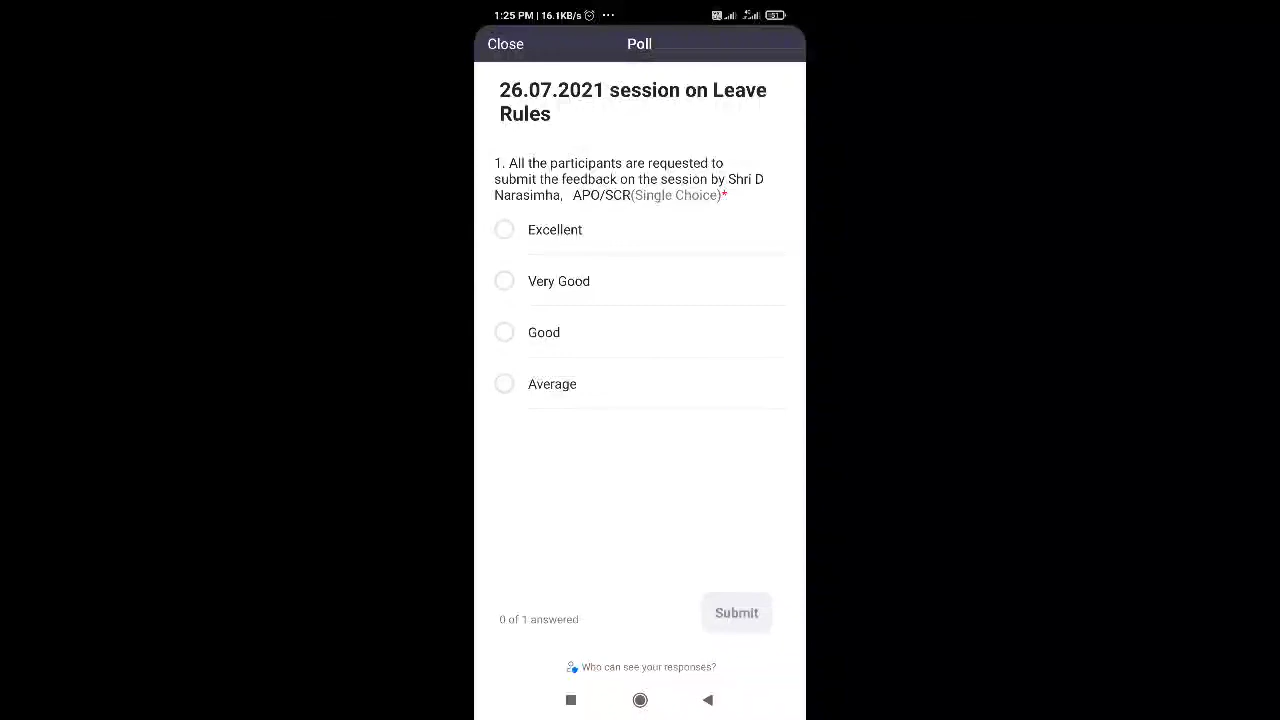 1:25 PM | 16.1KB/s
Close Poll
26.07.2021 session on Leave
Rules
1. All the participants are requested to
submit the feedback on the session by Shri D
Narasimha, APO/SCR(Single Choice)*
Excellent
Very Good
Good
Average
0 of 1 answered
Submit
Who can see your responses?